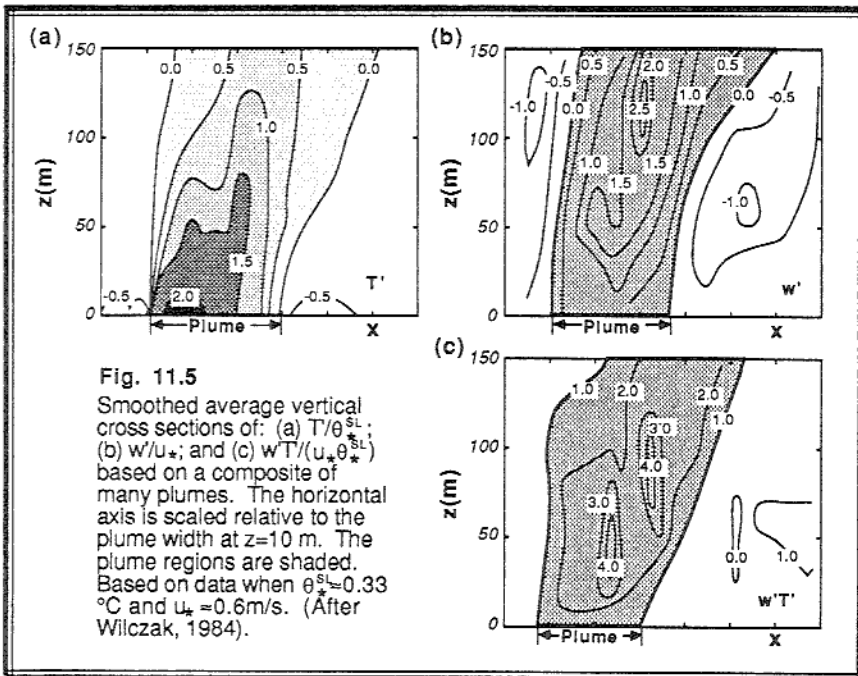 (a)
0.0 0.5 0.5 0.0
150
100
50
0
z(m)
1.0
1.5
T'
-0.5
2.0
-0.5
Plume
X
(b)
150
100
50
0
z(m)
-0.5
0.5
2.0
0.5
-1.0
0.0
2.5
1.0
0.0
-0.5
1.0
1.5
1.5
-1.0
w'
Plume
X
(c)
150
100
50
0
z(m)
1.0
2.0
2.0
1.0
3.0
4.0
3.0
4.0
0.0
1.0
w'T'
Plume
X
Fig. 11.5
Smoothed average vertical
cross sections of: (a) T'/θ*^SL;
(b) w'/u*; and (c) w'T'/(u*θ*^SL)
based on a composite of
many plumes. The horizontal
axis is scaled relative to the
plume width at z=10 m. The
plume regions are shaded.
Based on data when θ*^SL≈0.33
°C and u* ≈0.6m/s. (After
Wilczak, 1984).